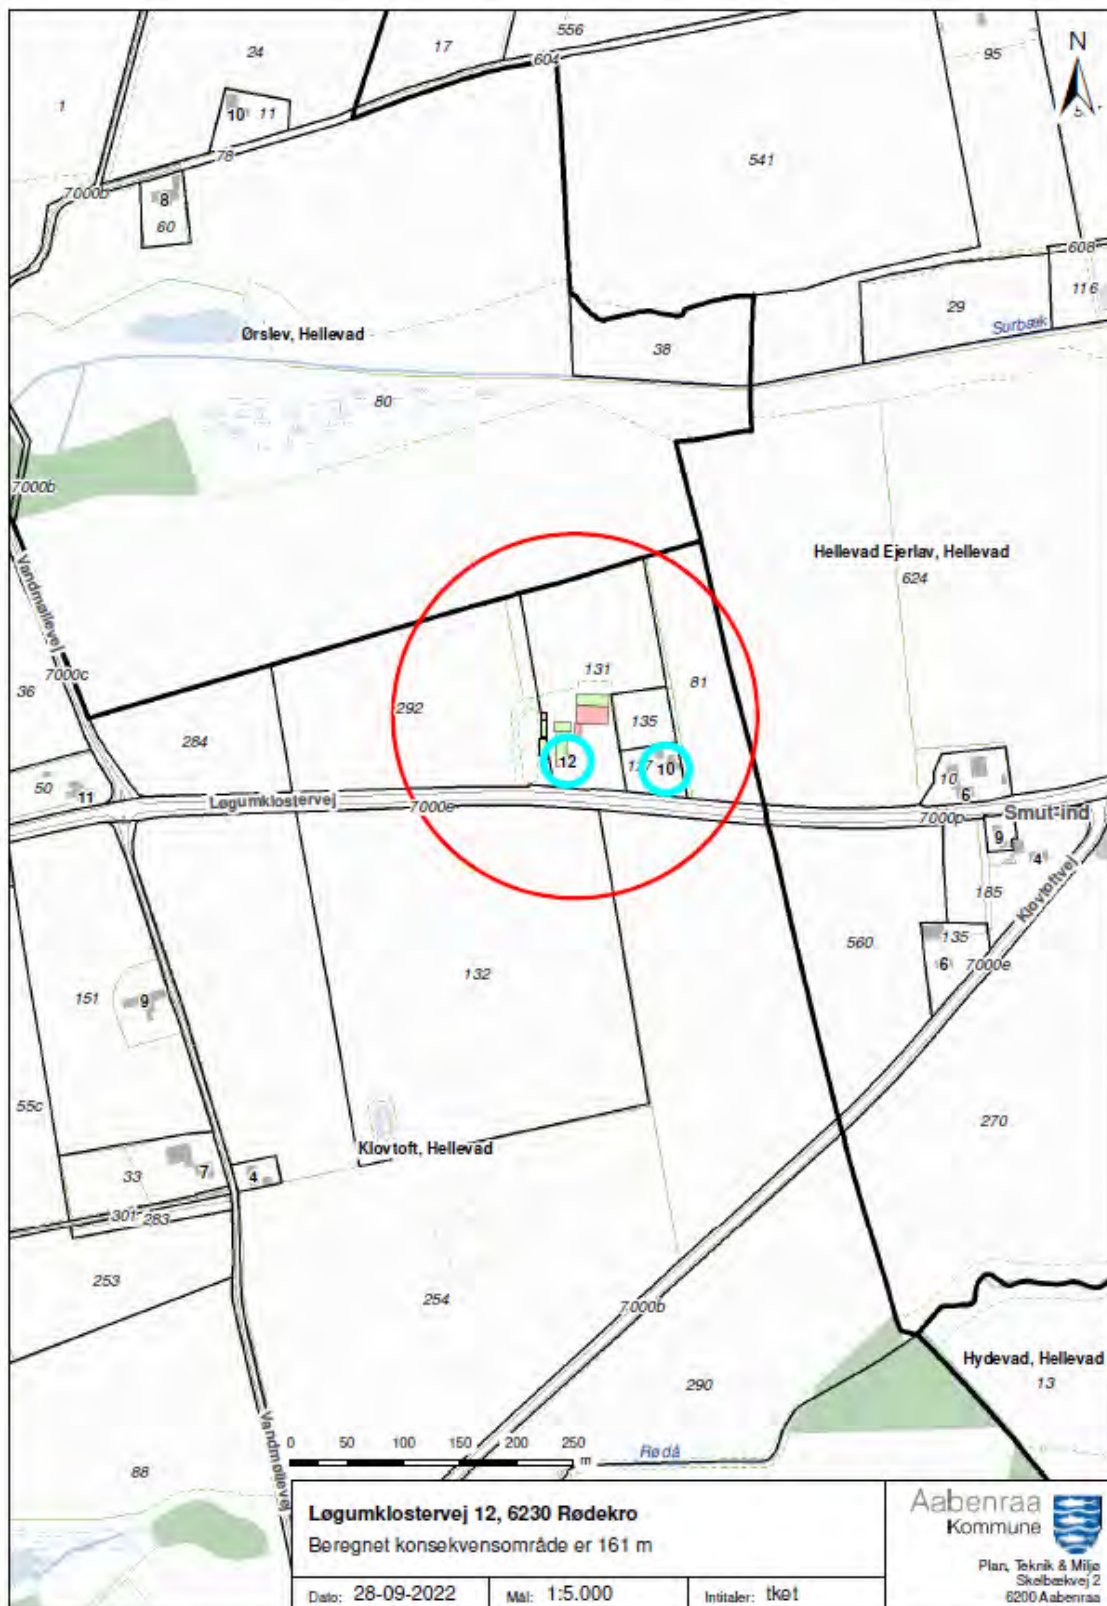 556
17
24
604
95
N
1
10
11
541
78
7000b
8
60
608
116
29
Surbæk
Ørslev, Hellevad
38
80
7000b
Hellevad Ejerlav, Hellevad
624
Vandmøllevej
7000c
36
131
81
292
135
284
12
10
50
11
Løgumklostervej
7000e
10
6
7000p
Smut-ind
9
4
185
Kløvtoftvej
560
135
6
7000e
132
151
9
55c
270
Klovtoft, Hellevad
33
7
4
301
283
253
254
7000b
Hydevad, Hellevad
13
290
Vandmøllevej
Rødå
88
0 50 100 150 200 250
m
Løgumklostervej 12, 6230 Rødekro
Beregnet konsekvensområde er 161 m
Dato: 28-09-2022 Mål: 1:5.000 Intitaler: tket
Aabenraa
Kommune
Plan, Teknik & Miljø
Skelbækvej 2
6200 Aabenraa